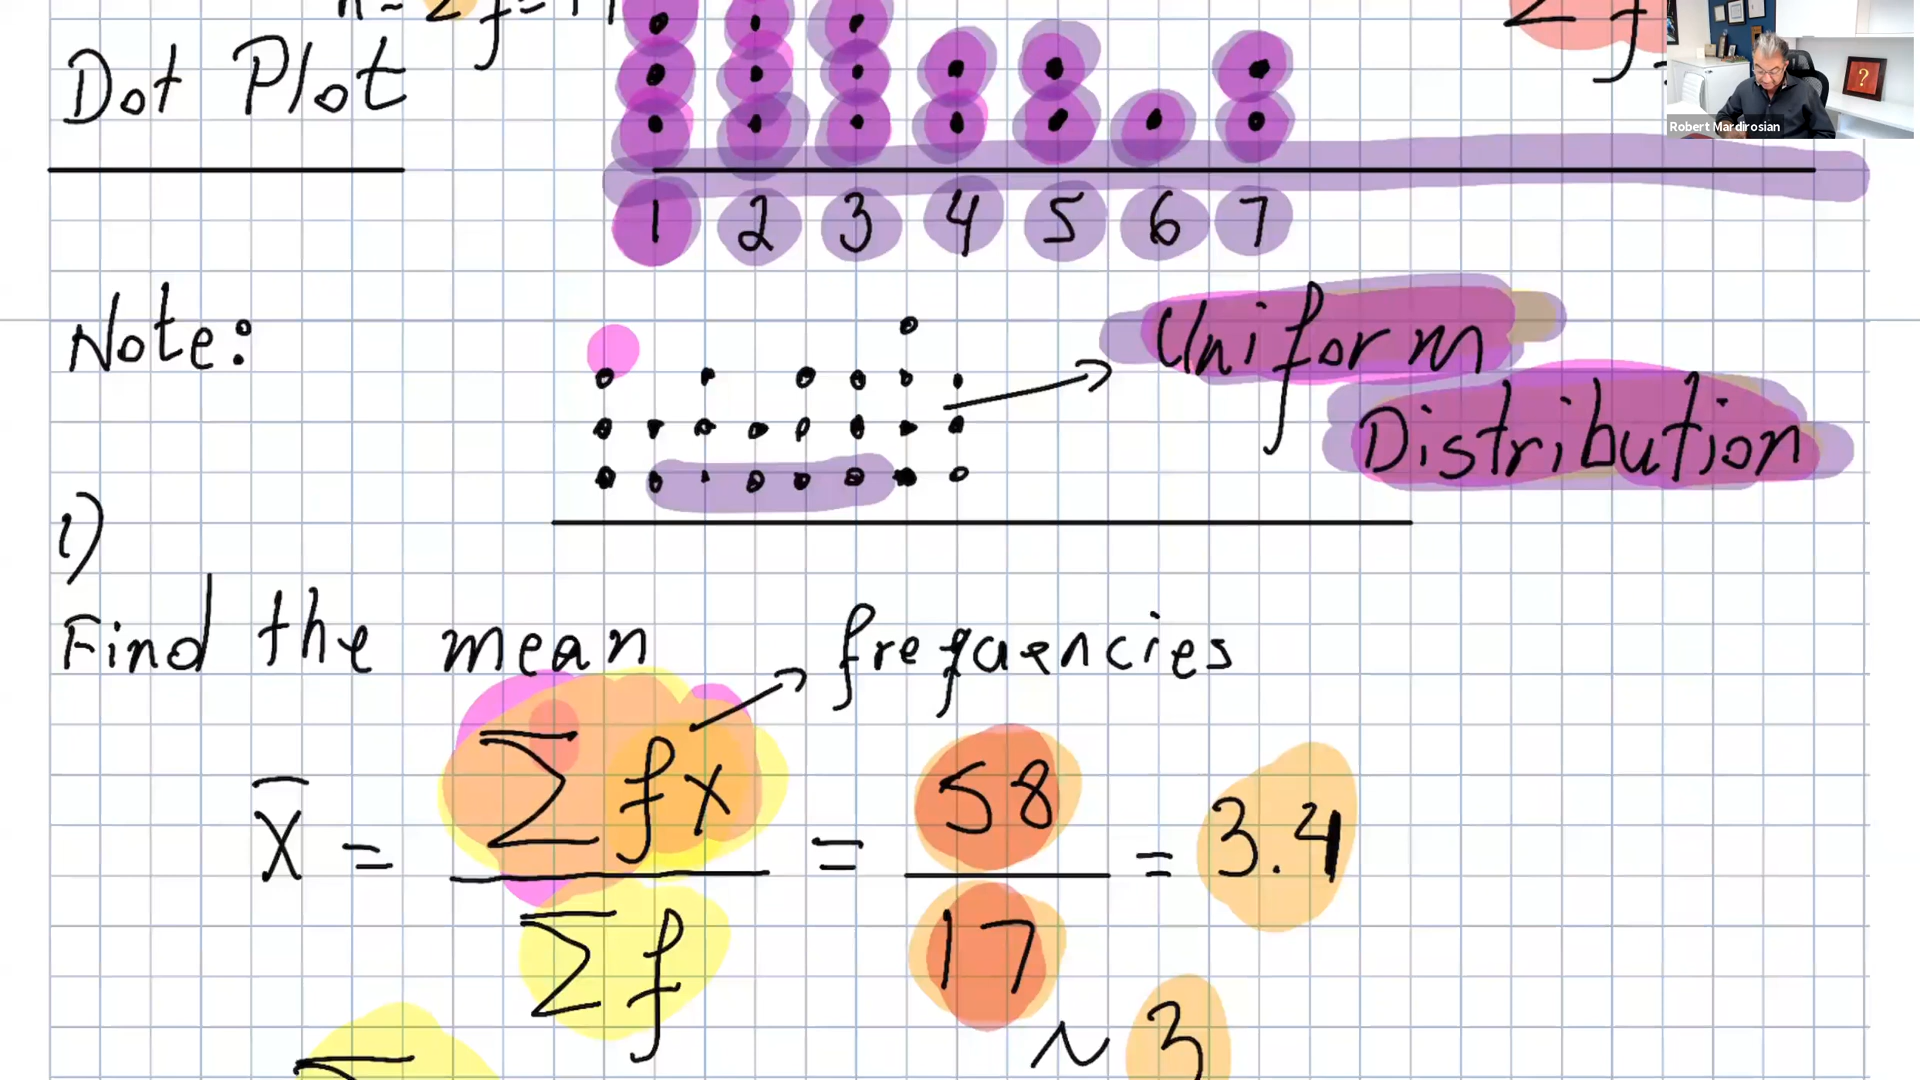 Dot Plot
Robert Mardirosian
?
1 2 3 4 5 6 7
Note:
Uniform
Distribution
1)
Find the mean
frequencies
X̄ = Σfx / Σf = 58 / 17 = 3.4
~ 3